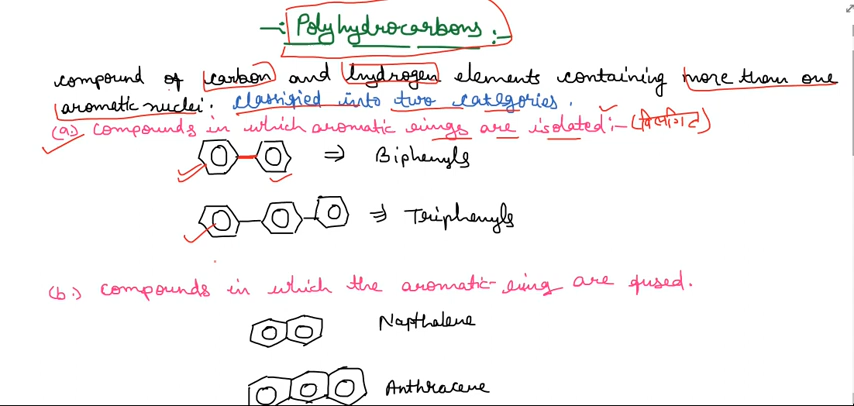 Polyhydrocarbons :-
compound of carbon and hydrogen elements containing more than one
aromatic nuclei. classified into two categories.
(a.) compounds in which aromatic rings are isolated :- (विलगित)
⇒ Biphenyls
⇒ Triphenyls
(b.) compounds in which the aromatic-ring are fused.
Napthalene
Anthracene